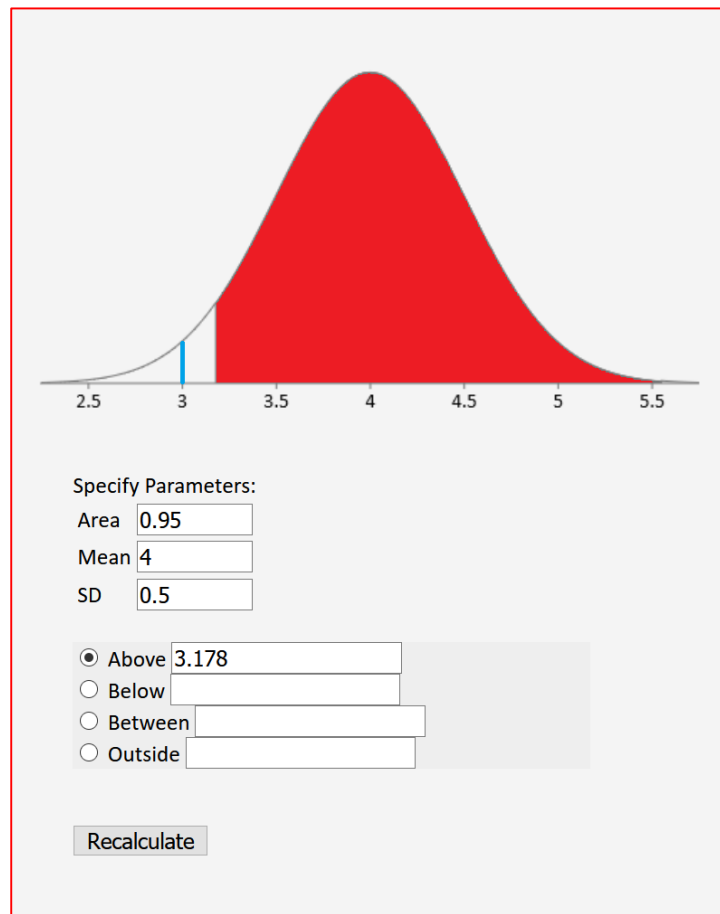 2.5 3 3.5 4 4.5 5 5.5
Specify Parameters:
Area 0.95
Mean 4
SD 0.5
Above 3.178
Below
Between
Outside
Recalculate